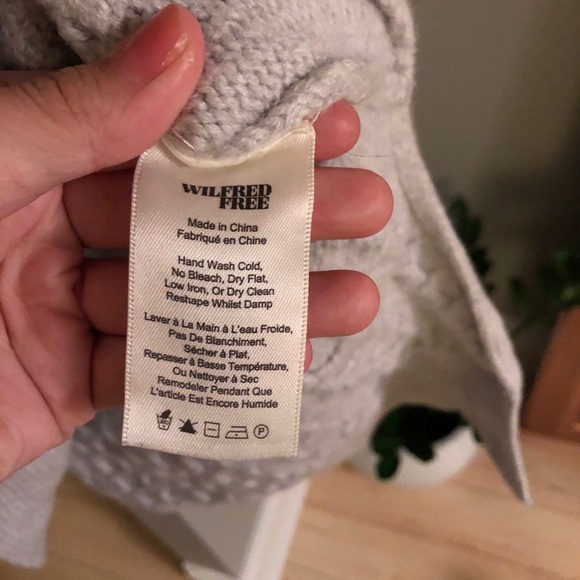 WILFRED
FREE
Made in China
Fabriqué en Chine
Hand Wash Cold,
No Bleach, Dry Flat,
Low Iron, Or Dry Clean
Reshape Whilst Damp
Laver à La Main à L'eau Froide,
Pas De Blanchiment,
Sécher à Plat,
Repasser à Basse Température,
Ou Nettoyer à Sec
Remodeler Pendant Que
L'article Est Encore Humide
P